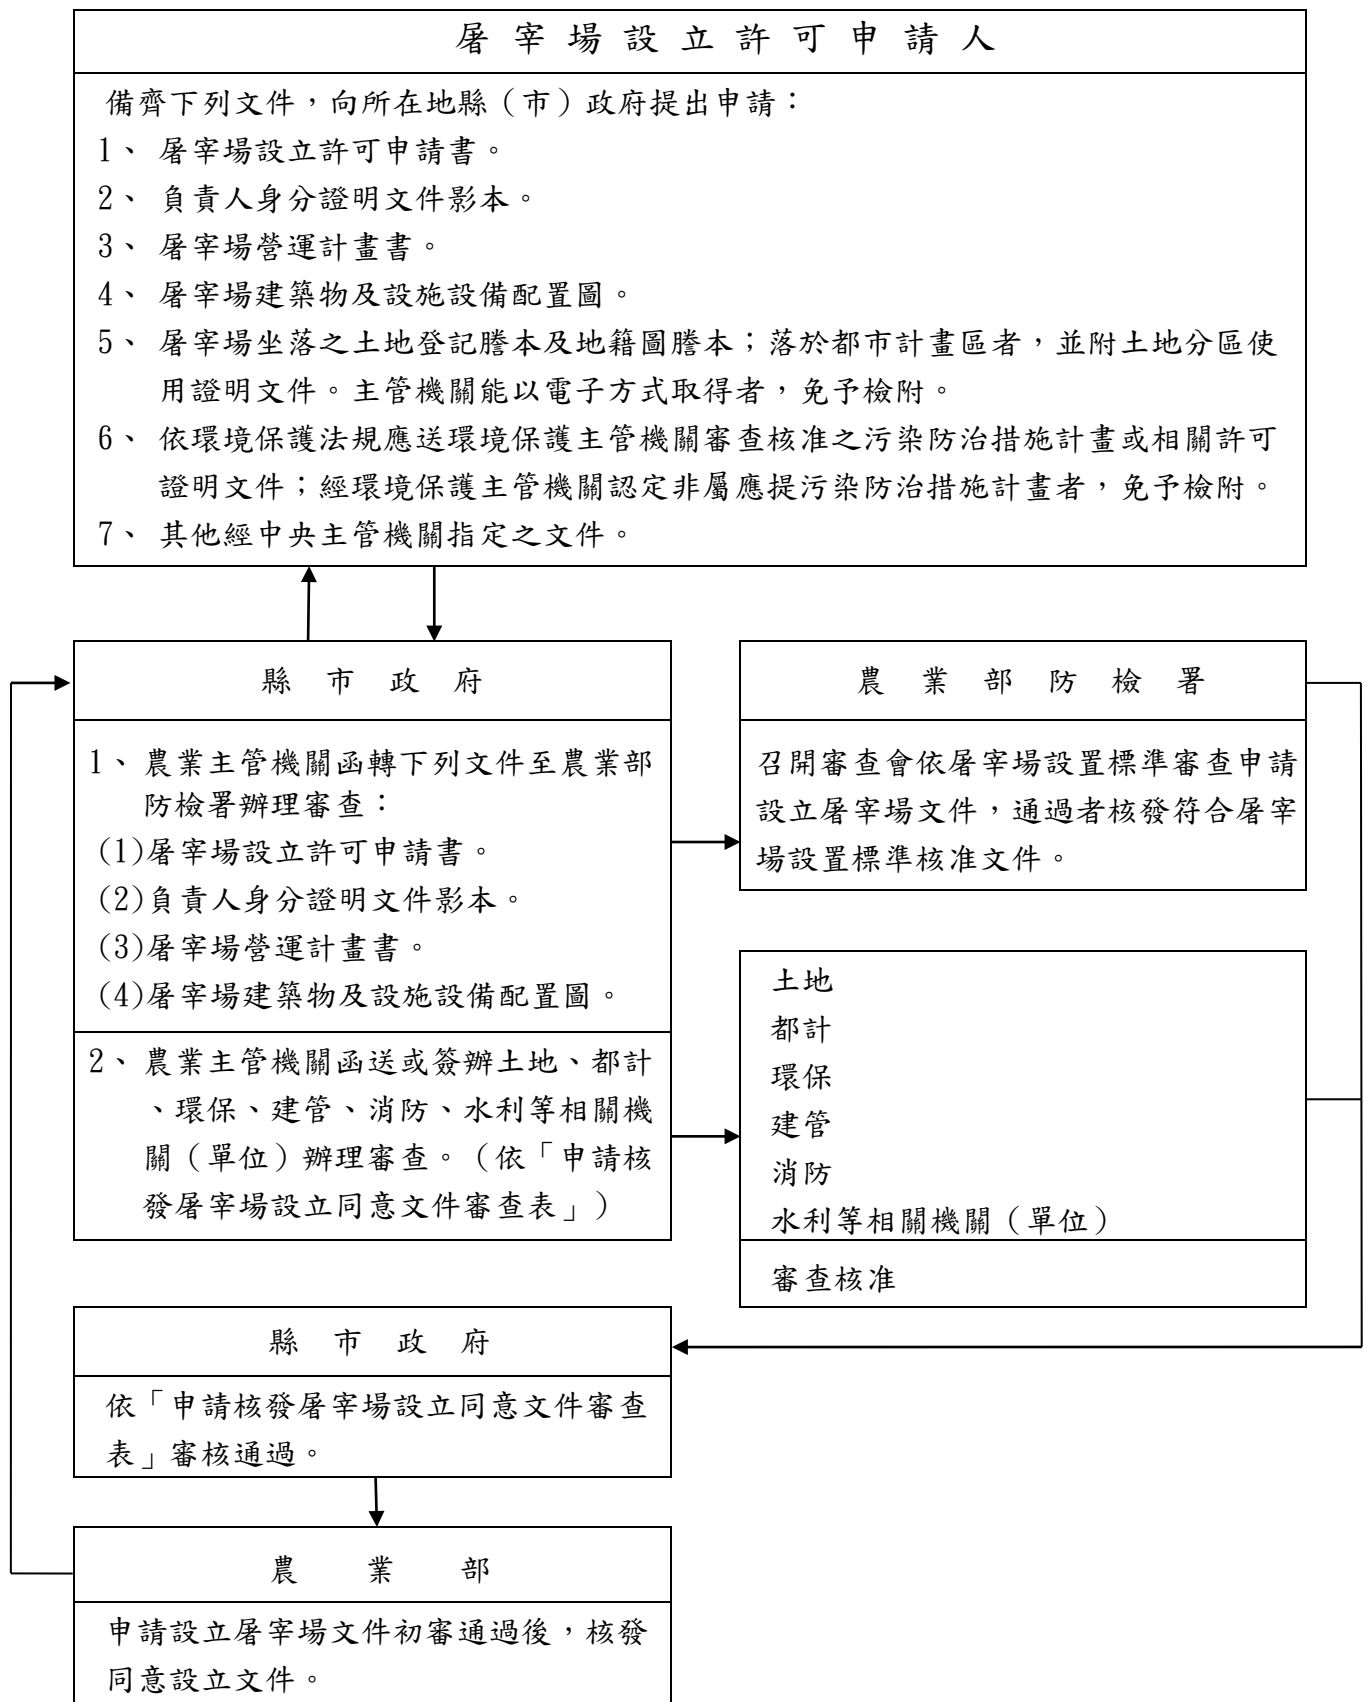 屠宰場設立許可申請人
備齊下列文件，向所在地縣（市）政府提出申請：
1、 屠宰場設立許可申請書。
2、 負責人身分證明文件影本。
3、 屠宰場營運計畫書。
4、 屠宰場建築物及設施設備配置圖。
5、 屠宰場坐落之土地登記謄本及地籍圖謄本；落於都市計畫區者，並附土地分區使
用證明文件。主管機關能以電子方式取得者，免予檢附。
6、 依環境保護法規應送環境保護主管機關審查核准之污染防治措施計畫或相關許可
證明文件；經環境保護主管機關認定非屬應提污染防治措施計畫者，免予檢附。
7、 其他經中央主管機關指定之文件。
縣市政府
1、 農業主管機關函轉下列文件至農業部
防檢署辦理審查：
(1)屠宰場設立許可申請書。
(2)負責人身分證明文件影本。
(3)屠宰場營運計畫書。
(4)屠宰場建築物及設施設備配置圖。
2、 農業主管機關函送或簽辦土地、都計
、環保、建管、消防、水利等相關機
關（單位）辦理審查。（依「申請核
發屠宰場設立同意文件審查表」）
農業部防檢署
召開審查會依屠宰場設置標準審查申請
設立屠宰場文件，通過者核發符合屠宰
場設置標準核准文件。
土地
都計
環保
建管
消防
水利等相關機關（單位）
審查核准
縣市政府
依「申請核發屠宰場設立同意文件審查
表」審核通過。
農業部
申請設立屠宰場文件初審通過後，核發
同意設立文件。